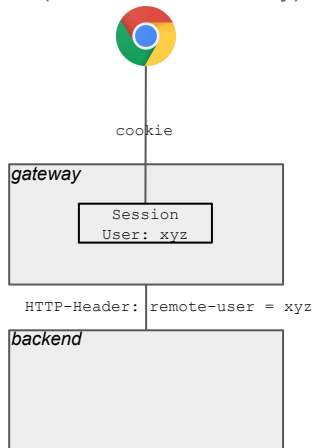 cookie
gateway
Session
User: xyz
HTTP-Header: remote-user = xyz
backend